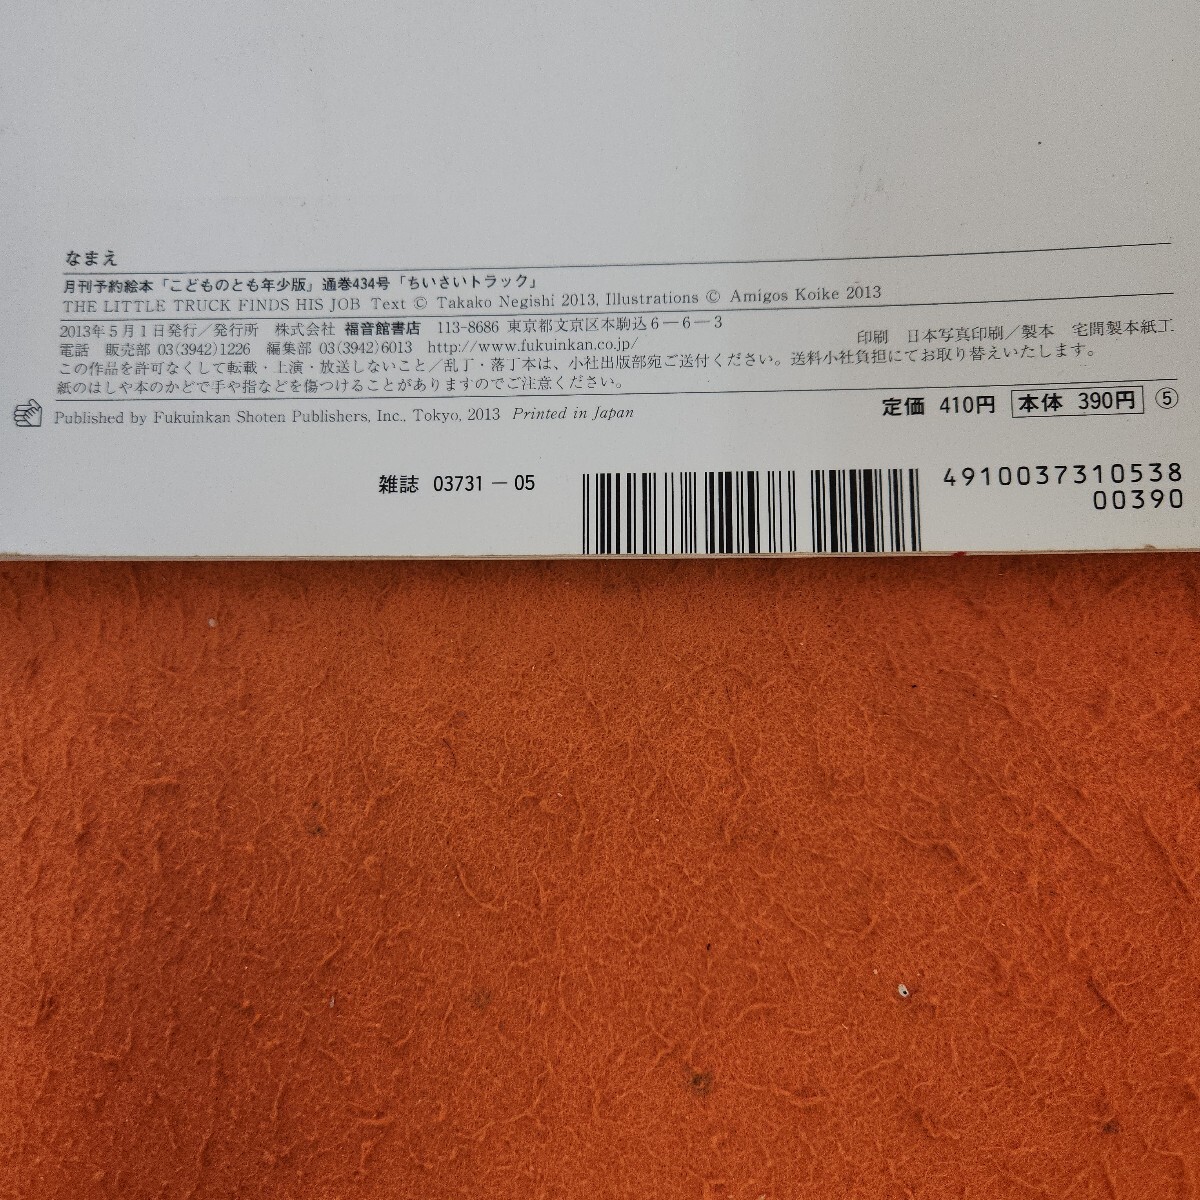 なまえ
月刊予約絵本「こどものとも年少版」通巻434号「ちいさいトラック」
THE LITTLE TRUCK FINDS HIS JOB Text © Takako Negishi 2013, Illustrations © Amigos Koike 2013
2013年5月1日発行／発行所 株式会社 福音館書店 113-8686 東京都文京区本駒込6－6－3 印刷 日本写真印刷／製本 宅間製本紙工
電話 販売部 03(3942)1226 編集部 03(3942)6013 http://www.fukuinkan.co.jp/
この作品を許可なくして転載・上演・放送しないこと／乱丁・落丁本は、小社出版部宛ご送付ください。送料小社負担にてお取り替えいたします。
紙のはしや本のかどで手や指などを傷つけることがありますのでご注意ください。
Published by Fukuinkan Shoten Publishers, Inc., Tokyo, 2013 Printed in Japan 定価 410円 本体 390円 ⑤
雑誌 03731－05
4910037310538
00390